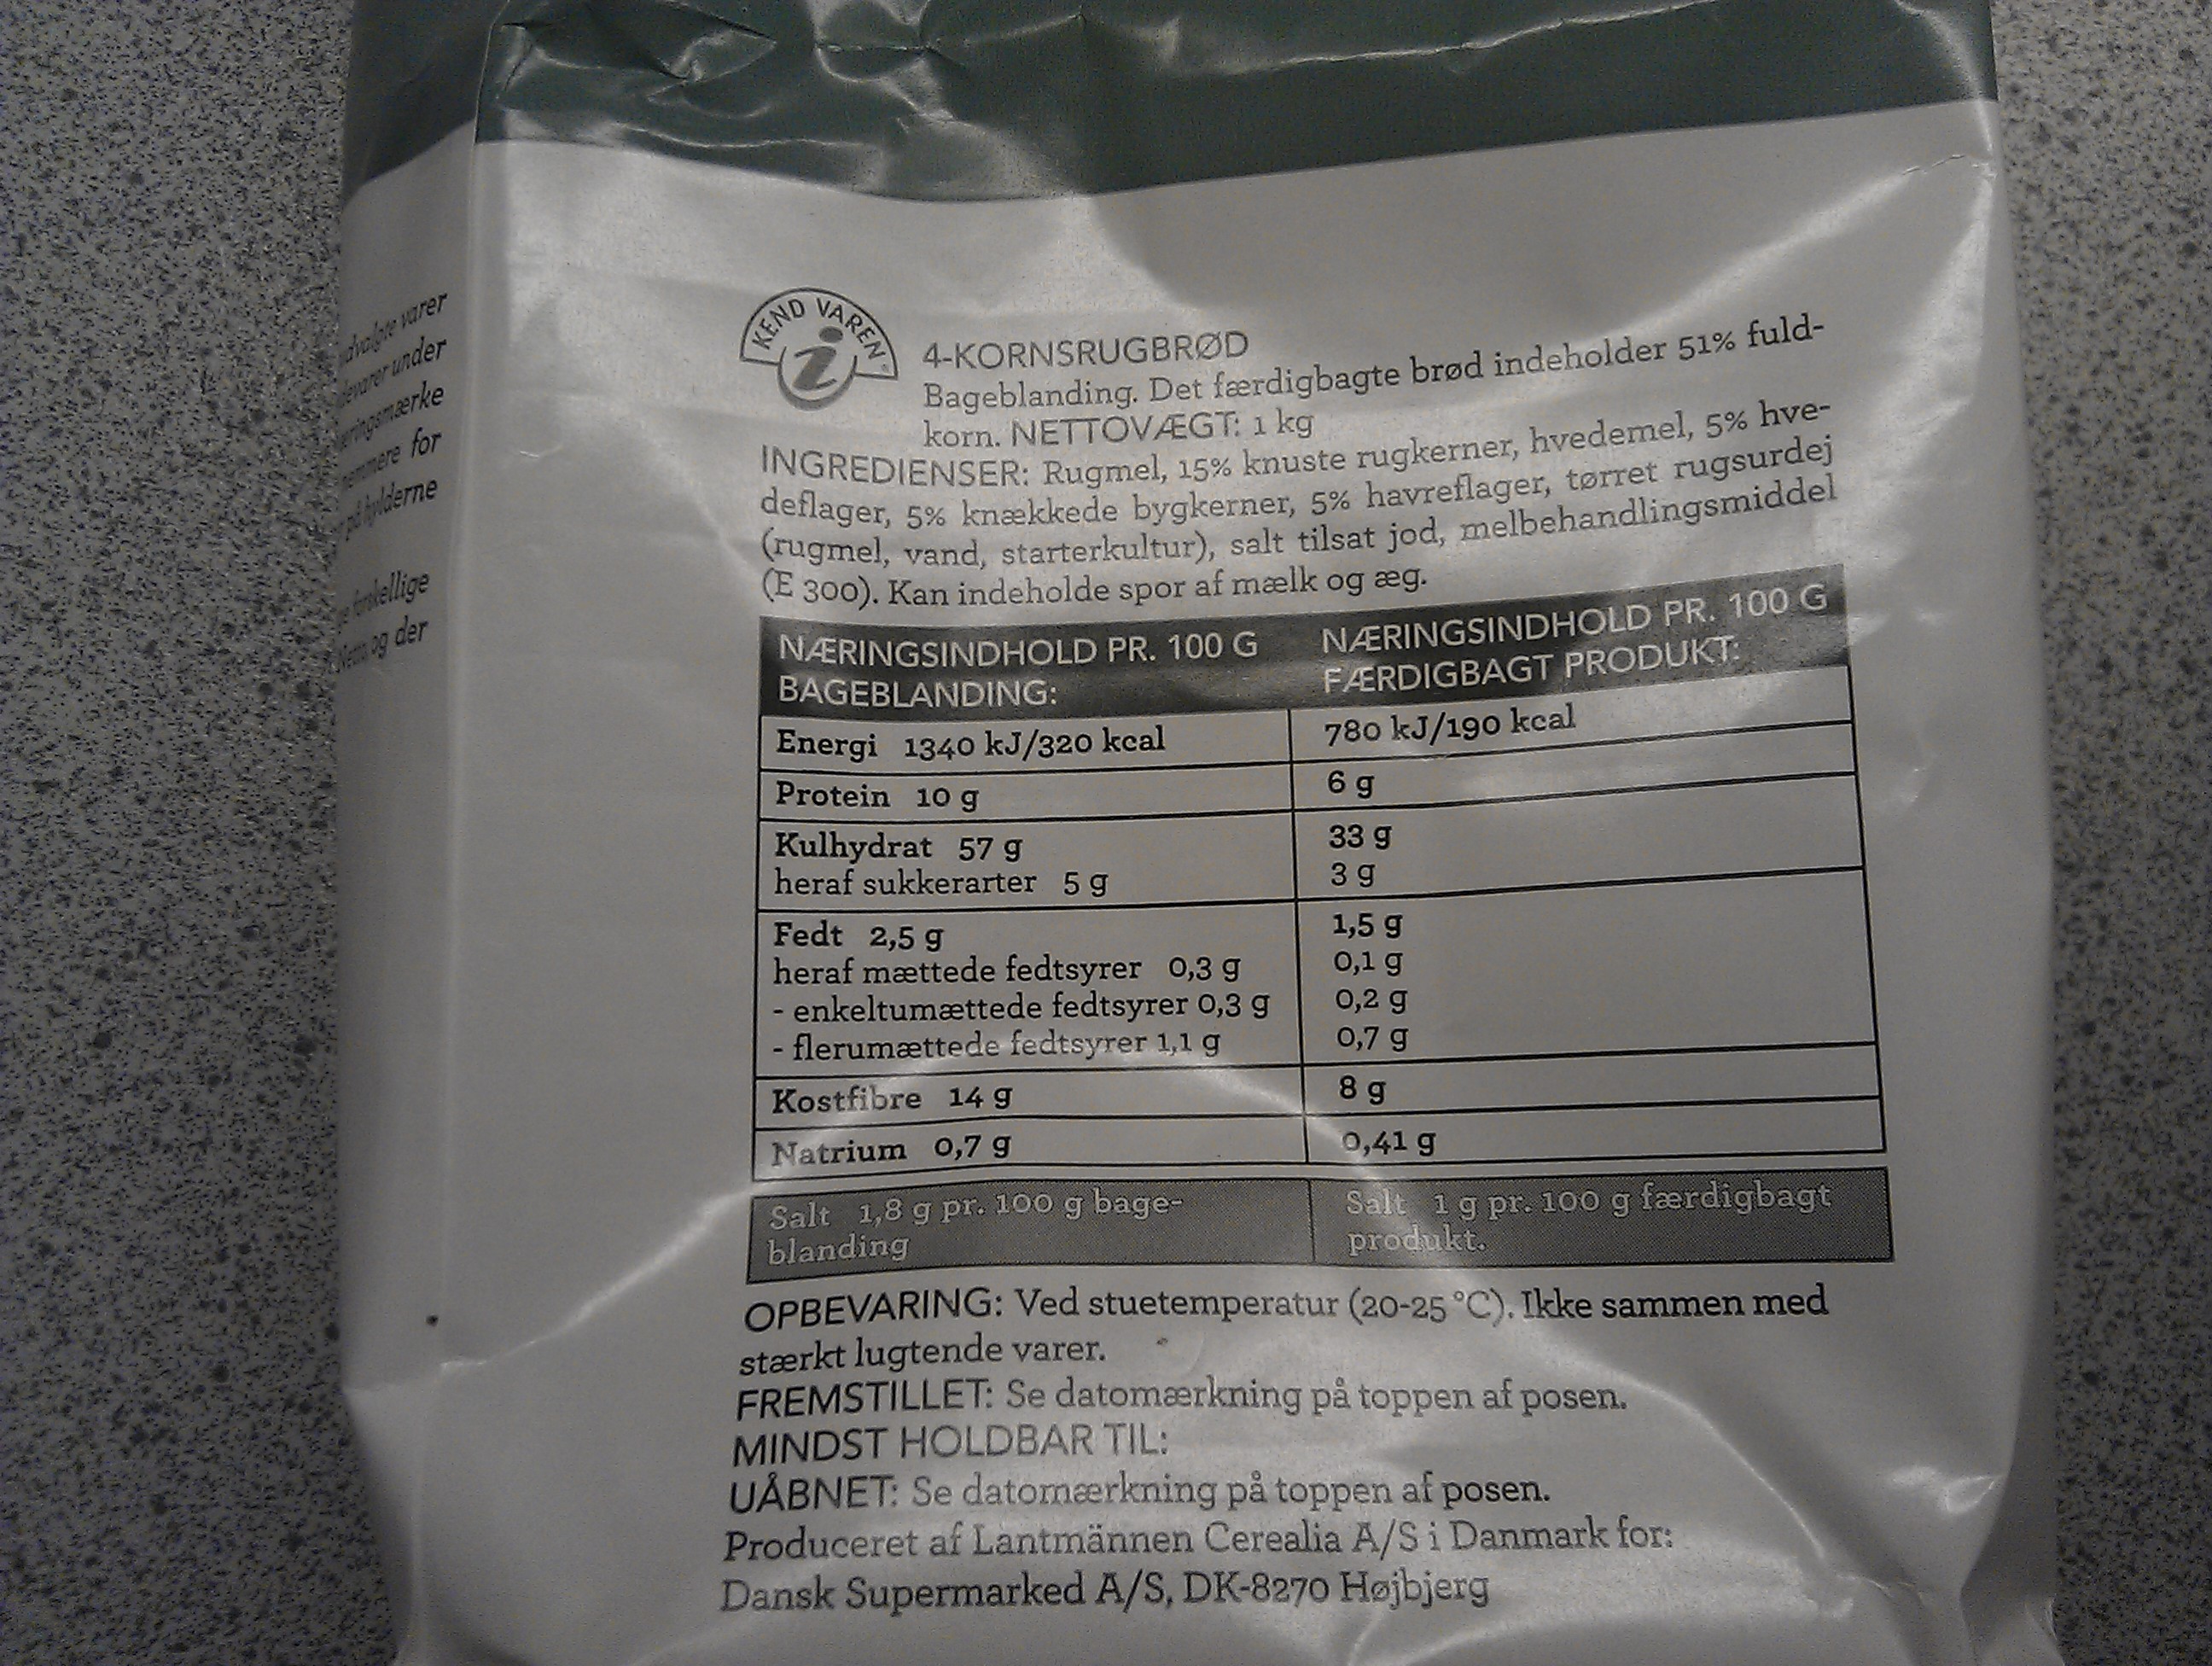 varer
under
for
og der
KEND VAREN
4-KORNSRUGBRØD
Bageblanding. Det færdigbagte brød indeholder 51% fuld-
korn. NETTOVÆGT: 1 kg
INGREDIENSER: Rugmel, 15% knuste rugkerner, hvedemel, 5% hve-
deflager, 5% knækkede bygkerner, 5% havreflager, tørret rugsurdej
(rugmel, vand, starterkultur), salt tilsat jod, melbehandlingsmiddel
(E 300). Kan indeholde spor af mælk og æg.
NÆRINGSINDHOLD PR. 100 G BAGEBLANDING: NÆRINGSINDHOLD PR. 100 G FÆRDIGBAGT PRODUKT:
Energi 1340 kJ/320 kcal 780 kJ/190 kcal
Protein 10 g 6 g
Kulhydrat 57 g 33 g
heraf sukkerarter 5 g 3 g
Fedt 2,5 g 1,5 g
heraf mættede fedtsyrer 0,3 g 0,1 g
- enkeltumættede fedtsyrer 0,3 g 0,2 g
- flerumættede fedtsyrer 1,1 g 0,7 g
Kostfibre 14 g 8 g
Natrium 0,7 g 0,41 g
Salt 1,8 g pr. 100 g bage-
blanding
Salt 1 g pr. 100 g færdigbagt
produkt.
OPBEVARING: Ved stuetemperatur (20-25 °C). Ikke sammen med
stærkt lugtende varer.
FREMSTILLET: Se datomærkning på toppen af posen.
MINDST HOLDBAR TIL:
UÅBNET: Se datomærkning på toppen af posen.
Produceret af Lantmännen Cerealia A/S i Danmark for:
Dansk Supermarked A/S, DK-8270 Højbjerg